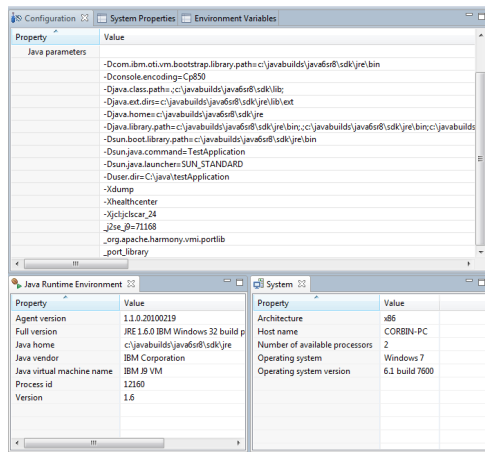 Configuration System Properties Environment Variables
Property Value
Java parameters
-Dcom.ibm.oti.vm.bootstrap.library.path=c:\javabuilds\java6sr8\sdk\jre\bin
-Dconsole.encoding=Cp850
-Djava.class.path=.;c:\javabuilds\java6sr8\sdk\lib;
-Djava.ext.dirs=c:\javabuilds\java6sr8\sdk\jre\lib\ext
-Djava.home=c:\javabuilds\java6sr8\sdk\jre
-Djava.library.path=c:\javabuilds\java6sr8\sdk\jre\bin;.;c:\javabuilds\java6sr8\sdk\jre\bin;c:\javabuilds
-Dsun.boot.library.path=c:\javabuilds\java6sr8\sdk\jre\bin
-Dsun.java.command=TestApplication
-Dsun.java.launcher=SUN_STANDARD
-Duser.dir=C:\java\testApplication
-Xdump
-Xhealthcenter
-Xjcl:jclscar_24
_j2se_j9=71168
_org.apache.harmony.vmi.portlib
_port_library
Java Runtime Environment
Property Value
Agent version 1.1.0.20100219
Full version JRE 1.6.0 IBM Windows 32 build p
Java home c:\javabuilds\java6sr8\sdk\jre
Java vendor IBM Corporation
Java virtual machine name IBM J9 VM
Process id 12160
Version 1.6
System
Property Value
Architecture x86
Host name CORBIN-PC
Number of available processors 2
Operating system Windows 7
Operating system version 6.1 build 7600